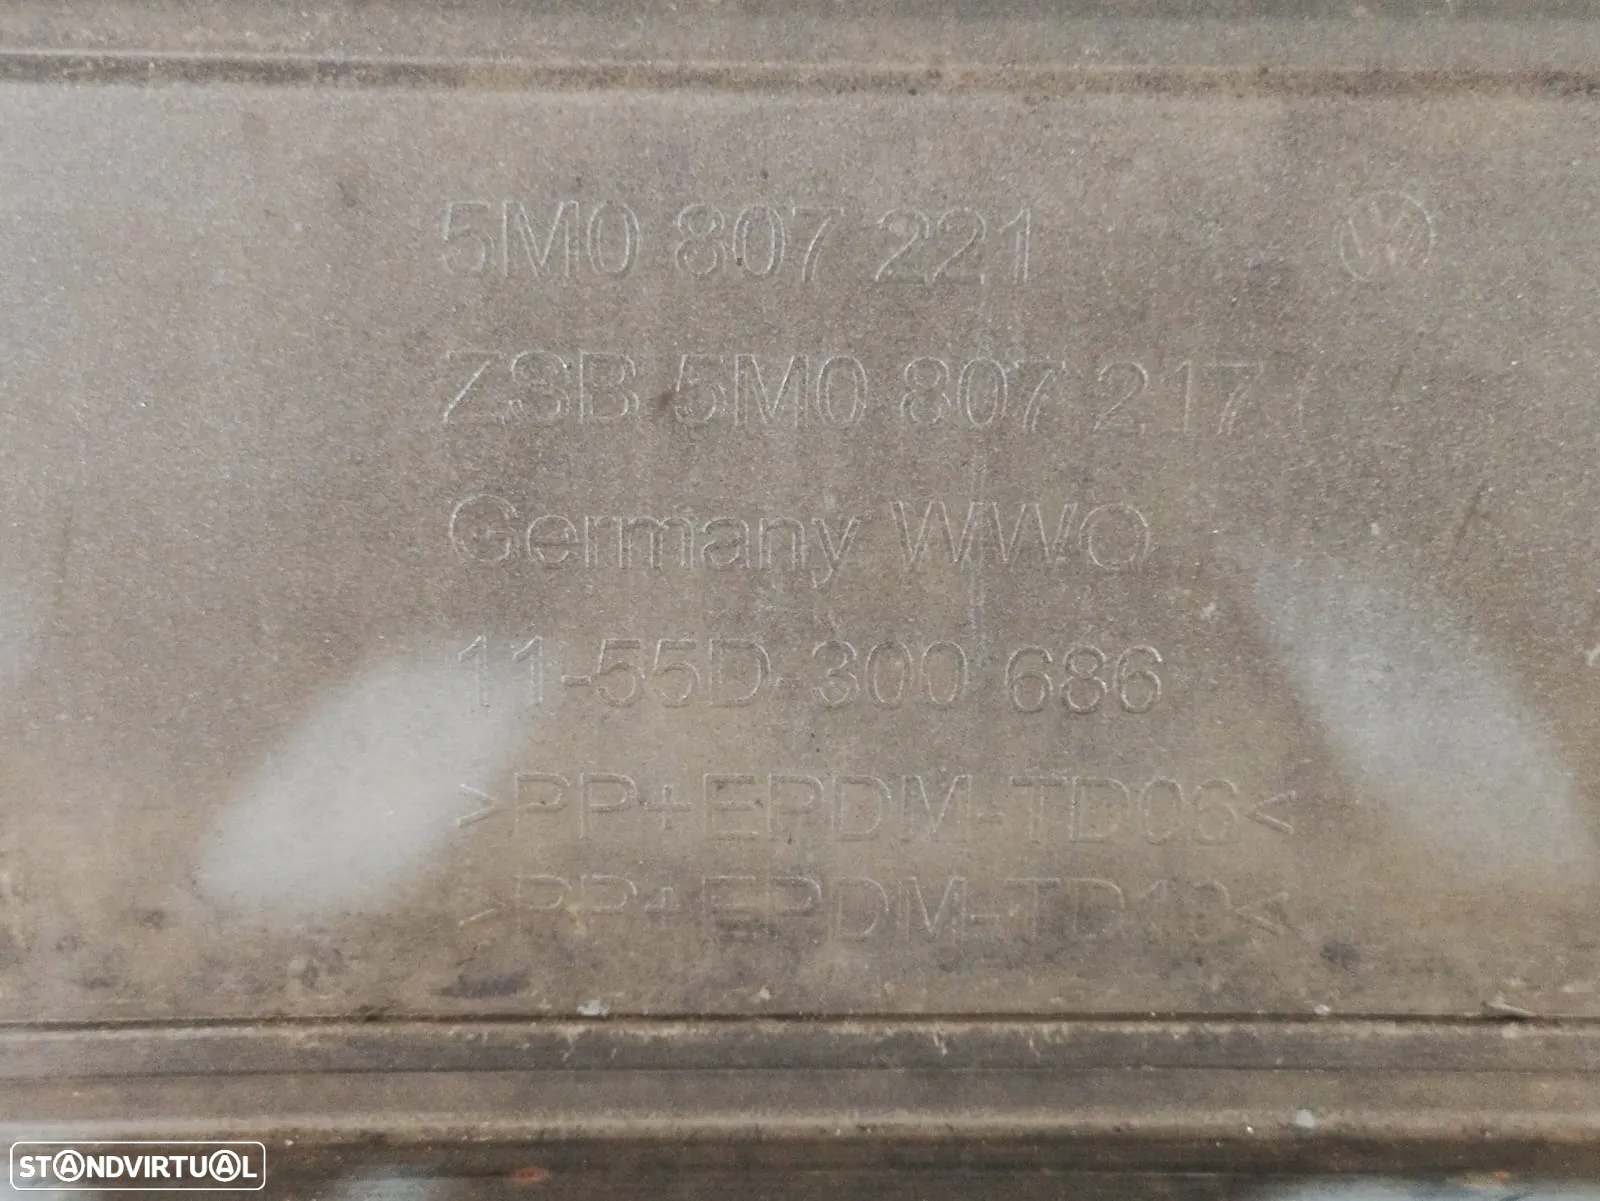 5M0 807 221
ZSB 5M0 807 217
Germany WWO
11-55D 300 686
>PP+EPDM-TD06<
>PP+EPDM-TD10<
STANDVIRTUAL